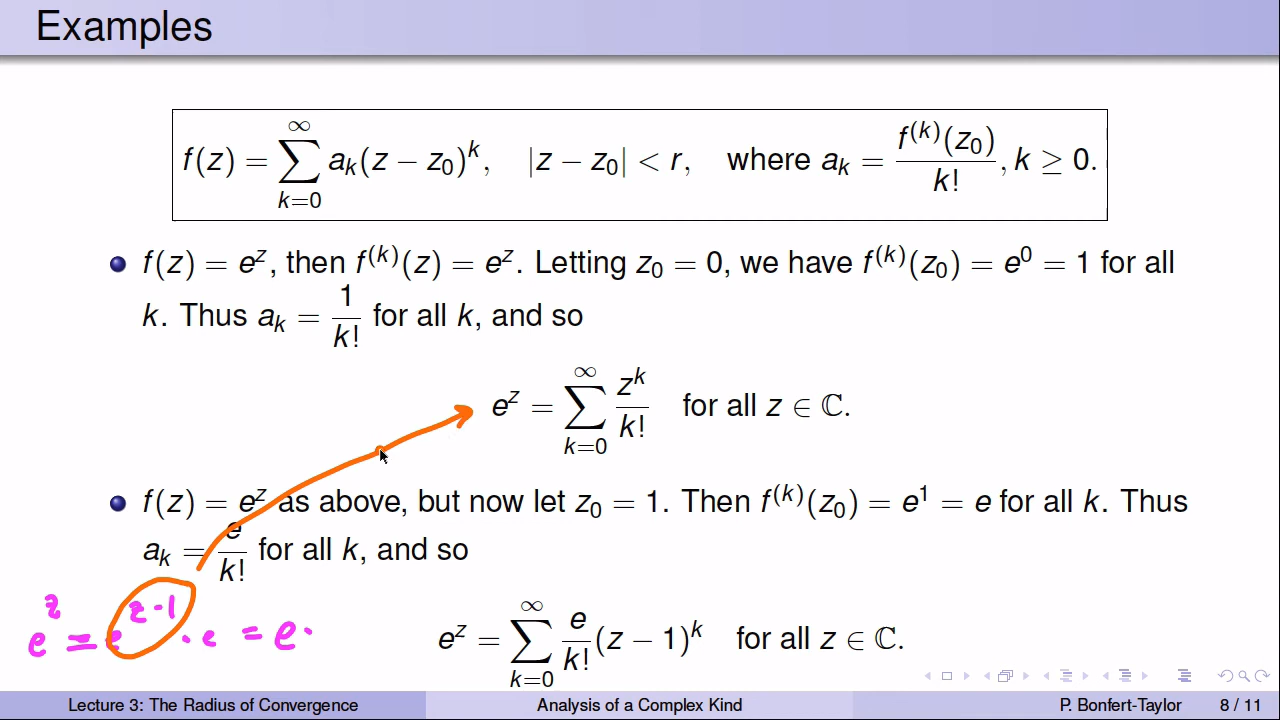 Examples
f(z) = ∑_{k=0}^{∞} a_k(z − z_0)^k, |z − z_0| < r, where a_k = f^{(k)}(z_0)/k!, k ≥ 0.
f(z) = e^z, then f^{(k)}(z) = e^z. Letting z_0 = 0, we have f^{(k)}(z_0) = e^0 = 1 for all
k. Thus a_k = 1/k! for all k, and so
e^z = ∑_{k=0}^{∞} z^k/k! for all z ∈ ℂ.
f(z) = e^z as above, but now let z_0 = 1. Then f^{(k)}(z_0) = e^1 = e for all k. Thus
a_k = e/k! for all k, and so
e^z = e^{z-1} · e = e ·
e^z = ∑_{k=0}^{∞} e/k! (z − 1)^k for all z ∈ ℂ.
Lecture 3: The Radius of Convergence Analysis of a Complex Kind P. Bonfert-Taylor 8 / 11